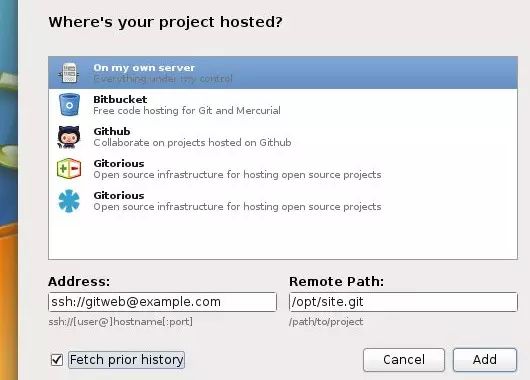 Where's your project hosted?
On my own server
Everything under my control
Bitbucket
Free code hosting for Git and Mercurial
Github
Collaborate on projects hosted on Github
Gitorious
Open source infrastructure for hosting open source projects
Gitorious
Open source infrastructure for hosting open source projects
Address: Remote Path:
ssh://gitweb@example.com /opt/site.git
ssh://[user@]hostname[:port] /path/to/project
Fetch prior history Cancel Add